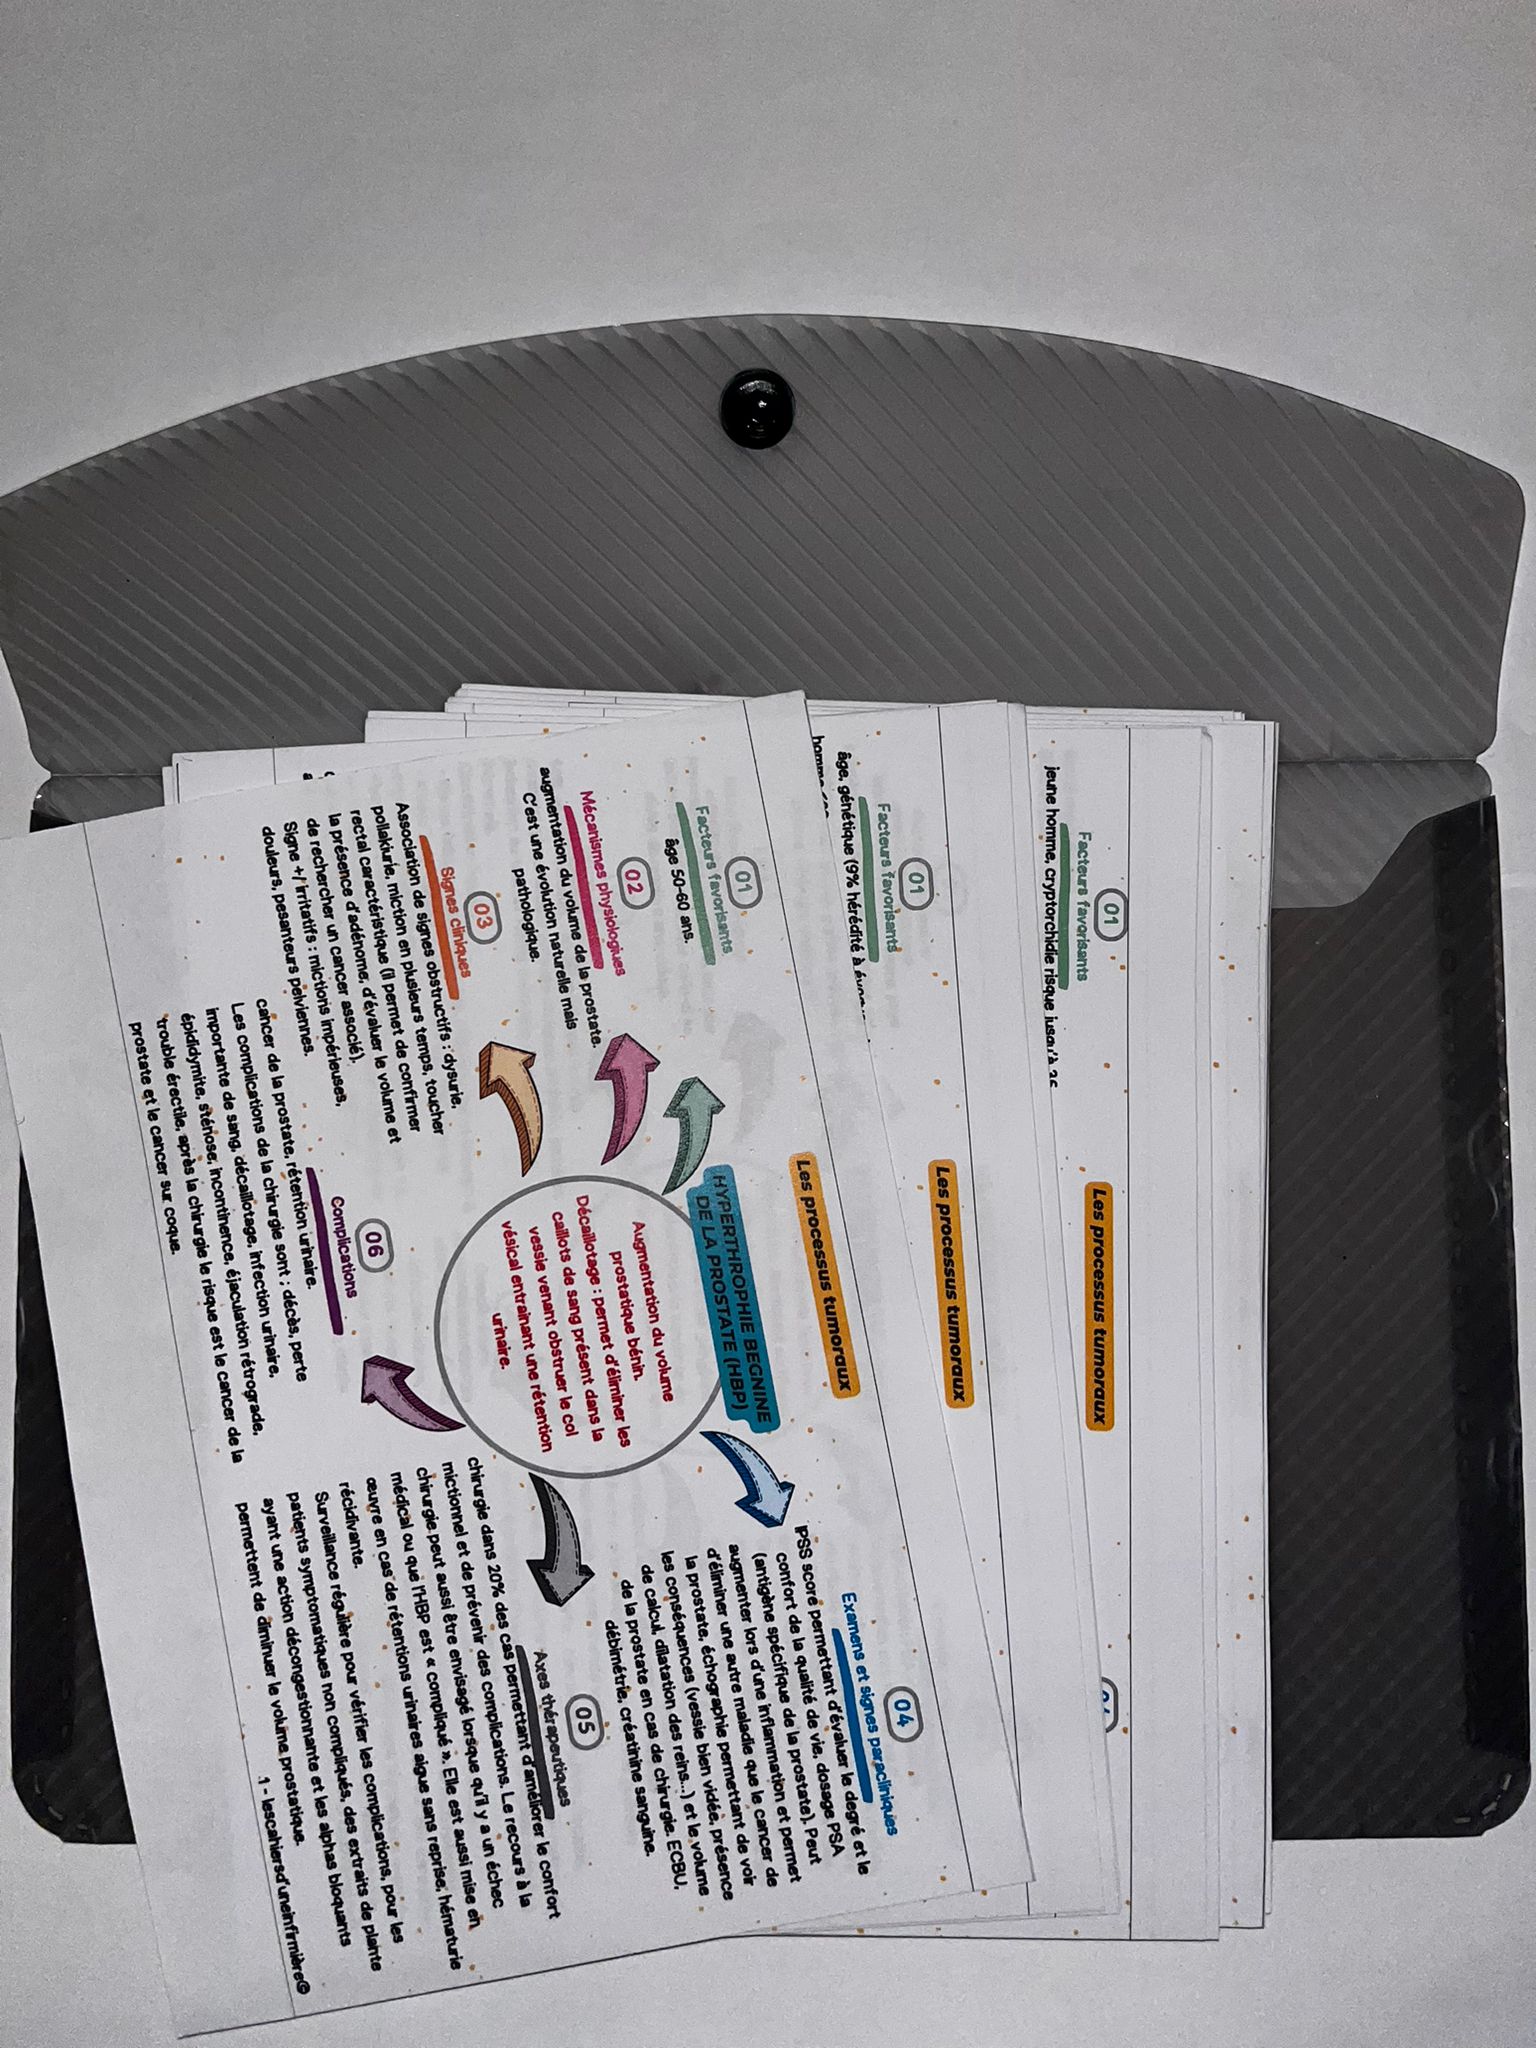 Les processus tumoraux
HYPERTHROPHIE BEGNINE
DE LA PROSTATE (HBP)
Augmentation du volume
prostatique bénin.
Décaillotage : permet d'éliminer les
caillots de sang présent dans la
vessie venant obstruer le col
vésical entrainant une rétention
urinaire.
01
Facteurs favorisants
âge 50-60 ans.
02
Mécanismes physiologiques
augmentation du volume de la prostate.
C'est une évolution naturelle mais
pathologique.
03
Signes cliniques
Association de signes obstructifs : dysurie,
pollakiurie, miction en plusieurs temps, toucher
rectal caractéristique (il permet de confirmer
la présence d'adénome, d'évaluer le volume et
de rechercher un cancer associé).
Signe +/ irritatifs : mictions impérieuses,
douleurs, pesanteurs pelviennes.
04
Examens et signes paracliniques
IPSS score permettant d'évaluer le degré et le
confort de la qualité de vie, dosage PSA
(antigène spécifique de la prostate). Peut
augmenter lors d'une inflammation et permet
d'éliminer une autre maladie que le cancer de
la prostate, échographie permettant de voir
les conséquences (vessie bien vidée, présence
de calcul, dilatation des reins...) et le volume
de la prostate en cas de chirurgie, ECBU,
débimétrie, créatinine sanguine.
05
Axes thérapeutiques
chirurgie dans 20% des cas permettant d'améliorer le confort
mictionnel et de prévenir des complications. Le recours à la
chirurgie peut aussi être envisagé lorsque qu'il y a un échec
médical ou que l'HBP est « compliqué ». Elle est aussi mise en
œuvre en cas de rétentions urinaires aigue sans reprise, hématurie
récidivante.
Surveillance régulière pour vérifier les complications, pour les
patients symptomatiques non compliqués, des extraits de plante
ayant une action décongestionnante et les alphas bloquants
permettent de diminuer le volume prostatique.
06
Complications
cancer de la prostate, rétention urinaire.
Les complications de la chirurgie sont : décès, perte
importante de sang, décaillotage, infection urinaire,
épididymite, sténose, incontinence, éjaculation rétrograde,
trouble érectile, après la chirurgie le risque est le cancer de la
prostate et le cancer sur coque.
1 - lescahiersd'uneinfirmière©
Les processus tumoraux
01
Facteurs favorisants
âge, génétique (9% hérédité à
Les processus tumoraux
01
Facteurs favorisants
jeune homme, cryptorchidie risque